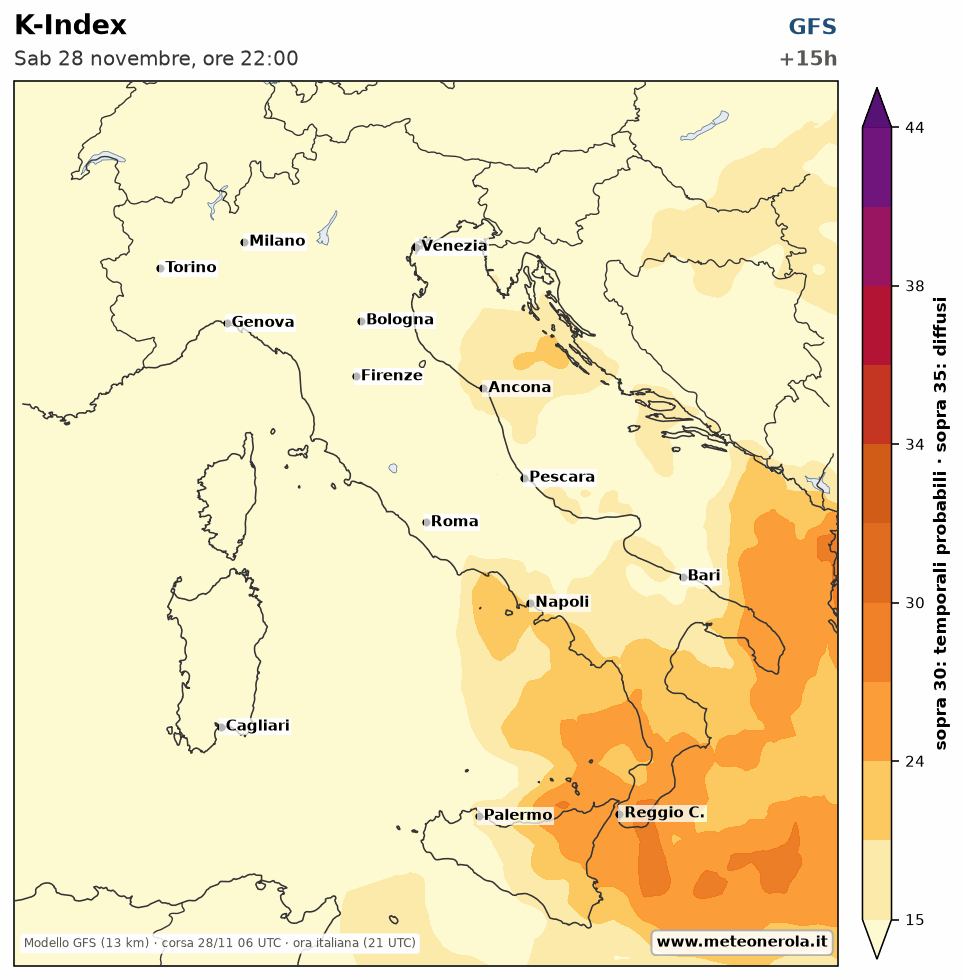 K-Index
GFS
Sab 28 novembre, ore 22:00
+15h
44
38
34
30
24
15
sopra 30: temporali probabili · sopra 35: diffusi
Milano
Venezia
Torino
Genova
Bologna
Firenze
Ancona
Pescara
Roma
Bari
Napoli
Cagliari
Palermo
Reggio C.
Modello GFS (13 km) · corsa 28/11 06 UTC · ora italiana (21 UTC)
www.meteonerola.it